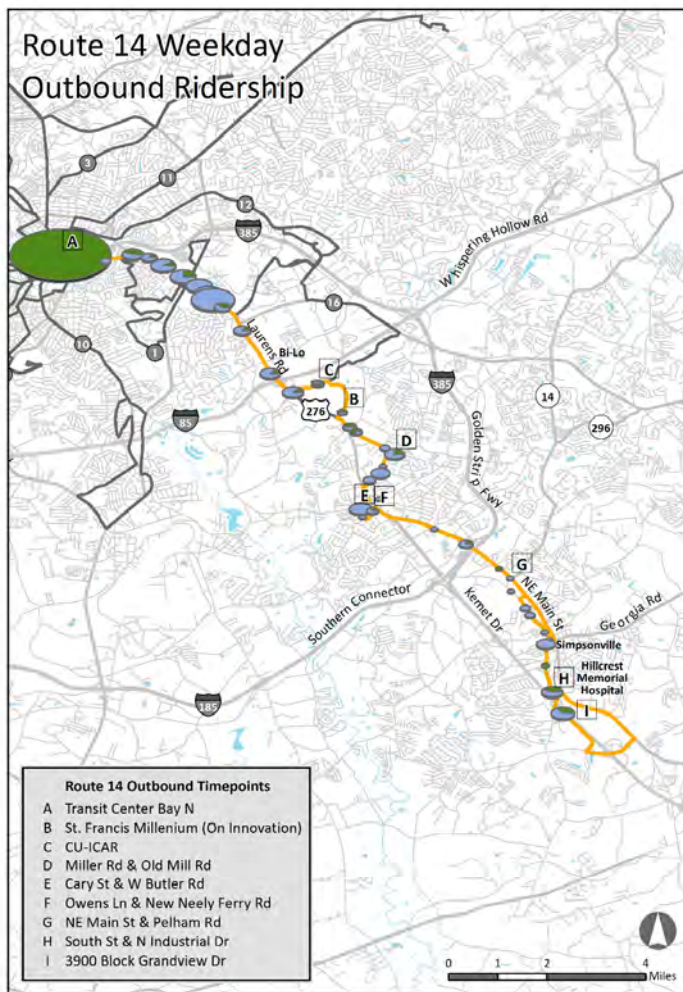 Route 14 Weekday
Outbound Ridership
3
11
12
385
A
Whispering Hollow Rd
16
10
1
Laurens Rd
Bi-Lo
C
B
276
385
85
14
296
D
Golden Strip Fwy
E
F
G
NE Main St
Southern Connector
Kemet Dr
Georgia Rd
Simpsonville
Hillcrest
Memorial
Hospital
H
I
185
Route 14 Outbound Timepoints
A Transit Center Bay N
B St. Francis Millenium (On Innovation)
C CU-ICAR
D Miller Rd & Old Mill Rd
E Cary St & W Butler Rd
F Owens Ln & New Neely Ferry Rd
G NE Main St & Pelham Rd
H South St & N Industrial Dr
I 3900 Block Grandview Dr
0 1 2 4
Miles